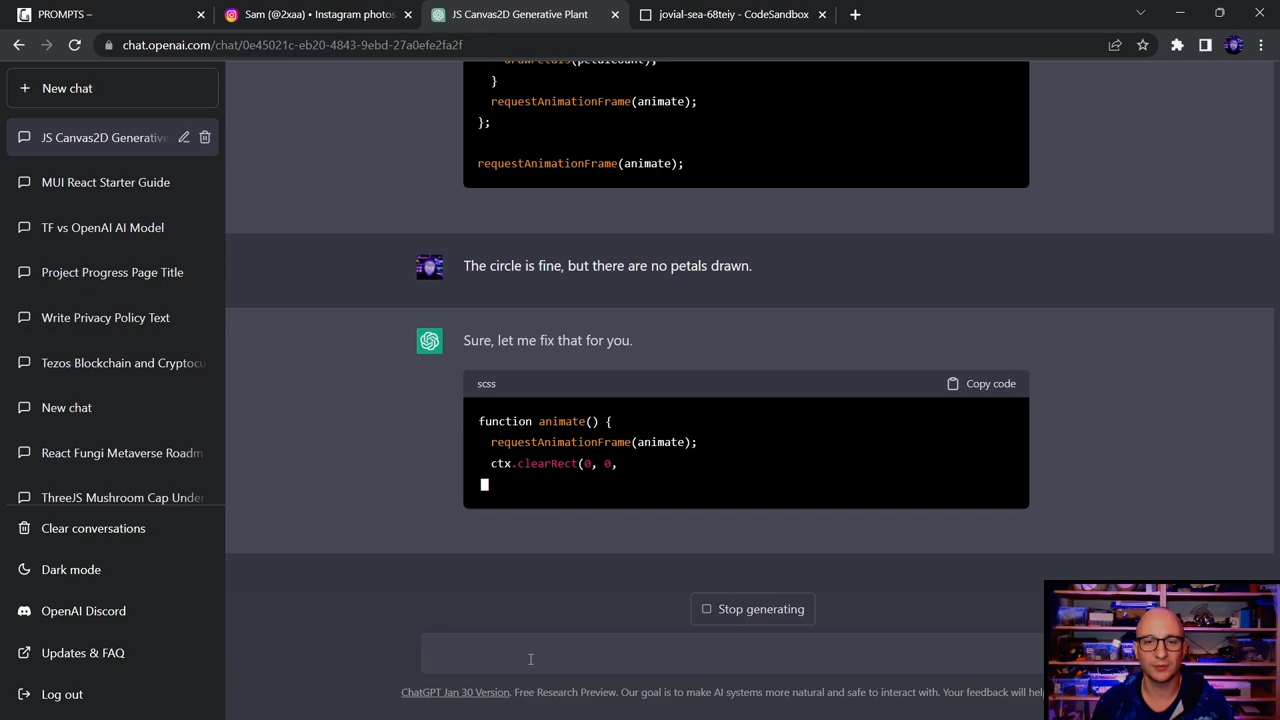 PROMPTS –
Sam (@2xaa) • Instagram photos
JS Canvas2D Generative Plant
jovial-sea-68teiy - CodeSandbox
chat.openai.com/chat/0e45021c-eb20-4843-9ebd-27a0efe2fa2f
New chat
JS Canvas2D Generative
MUI React Starter Guide
TF vs OpenAI AI Model
Project Progress Page Title
Write Privacy Policy Text
Tezos Blockchain and Cryptocu
New chat
React Fungi Metaverse Roadm
ThreeJS Mushroom Cap Under
Clear conversations
Dark mode
OpenAI Discord
Updates & FAQ
Log out
drawPetals(petalCount);
}
requestAnimationFrame(animate);
};
requestAnimationFrame(animate);
The circle is fine, but there are no petals drawn.
Sure, let me fix that for you.
scss
Copy code
function animate() {
requestAnimationFrame(animate);
ctx.clearRect(0, 0,
Stop generating
ChatGPT Jan 30 Version. Free Research Preview. Our goal is to make AI systems more natural and safe to interact with. Your feedback will hel